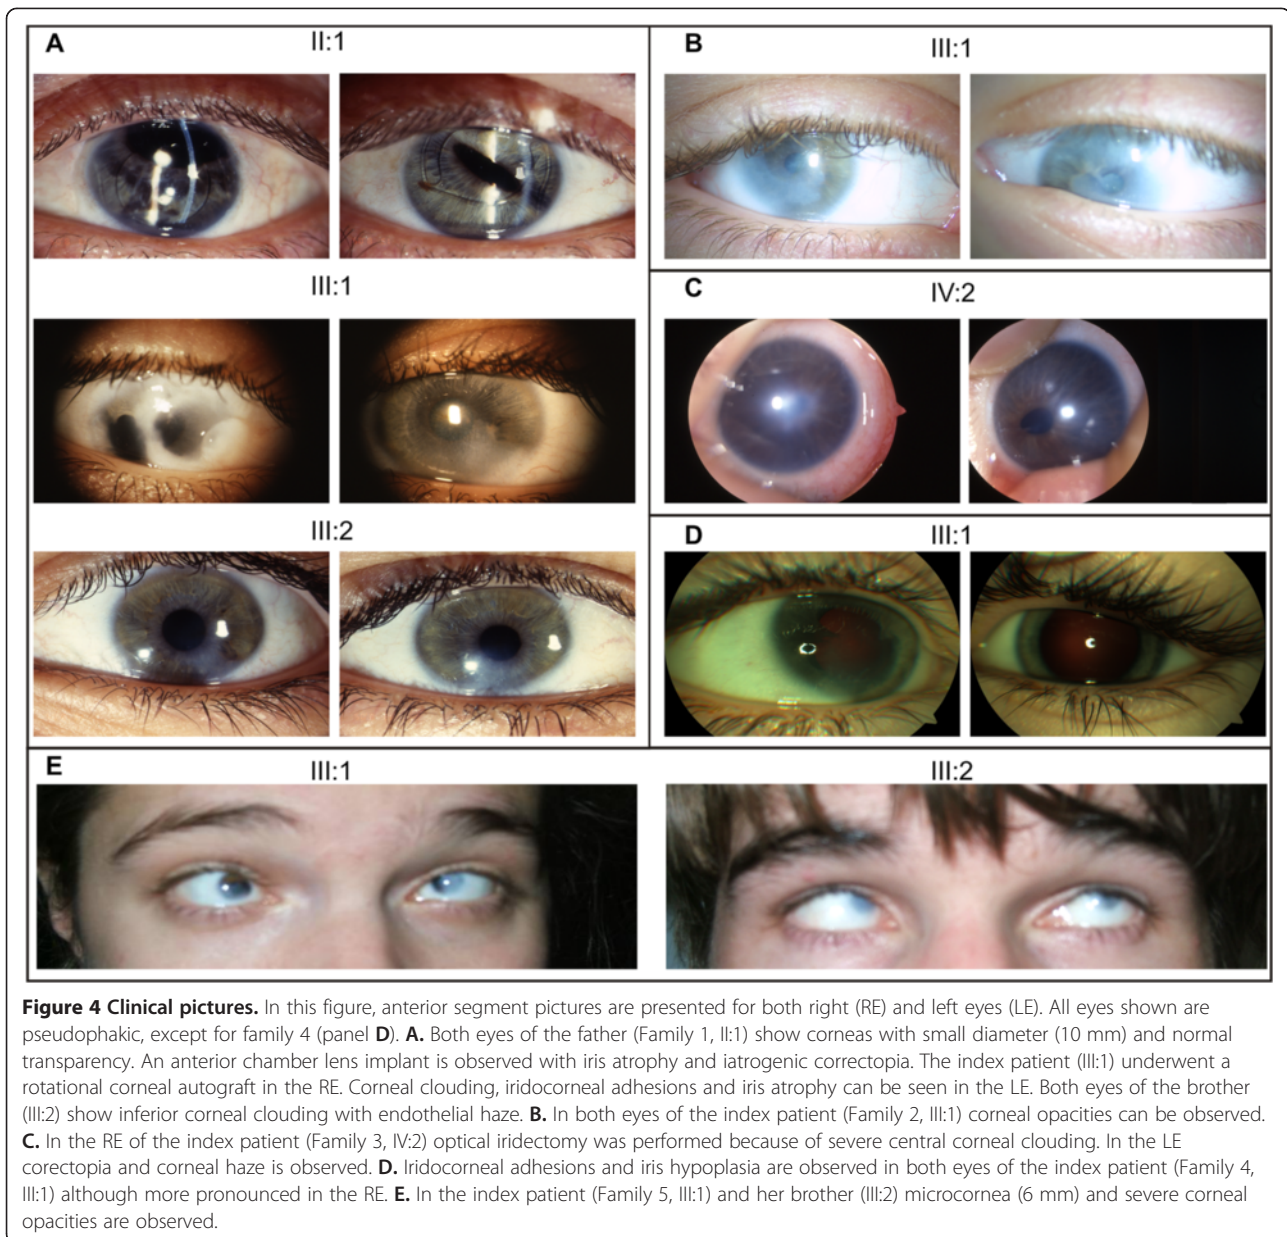 A
II:1
B
III:1
III:1
C
IV:2
III:2
D
III:1
E
III:1
III:2
Figure 4 Clinical pictures. In this figure, anterior segment pictures are presented for both right (RE) and left eyes (LE). All eyes shown are
pseudophakic, except for family 4 (panel D). A. Both eyes of the father (Family 1, II:1) show corneas with small diameter (10 mm) and normal
transparency. An anterior chamber lens implant is observed with iris atrophy and iatrogenic correctopia. The index patient (III:1) underwent a
rotational corneal autograft in the RE. Corneal clouding, iridocorneal adhesions and iris atrophy can be seen in the LE. Both eyes of the brother
(III:2) show inferior corneal clouding with endothelial haze. B. In both eyes of the index patient (Family 2, III:1) corneal opacities can be observed.
C. In the RE of the index patient (Family 3, IV:2) optical iridectomy was performed because of severe central corneal clouding. In the LE
corectopia and corneal haze is observed. D. Iridocorneal adhesions and iris hypoplasia are observed in both eyes of the index patient (Family 4,
III:1) although more pronounced in the RE. E. In the index patient (Family 5, III:1) and her brother (III:2) microcornea (6 mm) and severe corneal
opacities are observed.